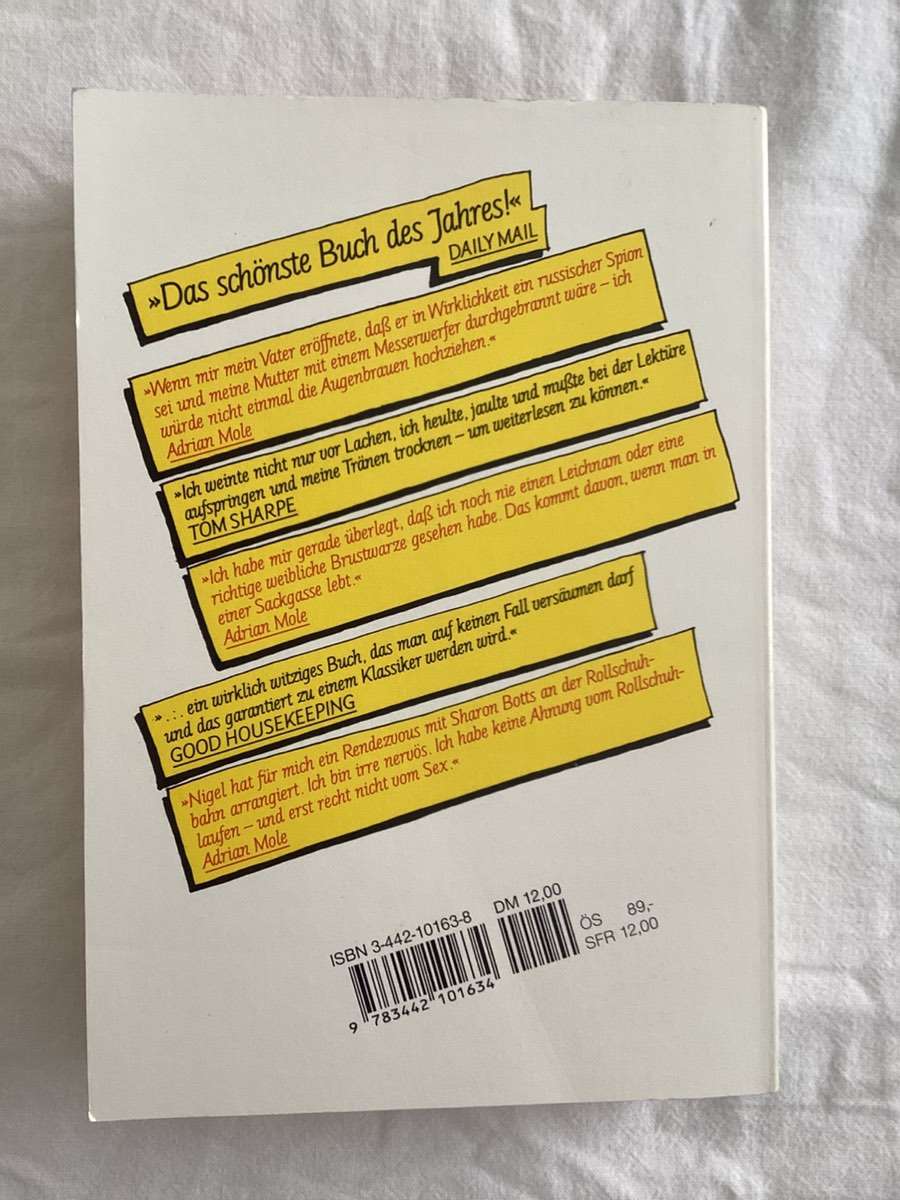 »Das schönste Buch des Jahres!«
DAILY MAIL
»Wenn mir mein Vater eröffnete, daß er in Wirklichkeit ein russischer Spion
sei und meine Mutter mit einem Messerwerfer durchgebrannt wäre – ich
würde nicht einmal die Augenbrauen hochziehen.«
Adrian Mole
»Ich weinte nicht nur vor Lachen, ich heulte, jaulte und mußte bei der Lektüre
aufspringen und meine Tränen trocknen – um weiterlesen zu können.«
TOM SHARPE
»Ich habe mir gerade überlegt, daß ich noch nie einen Leichnam oder eine
richtige weibliche Brustwarze gesehen habe. Das kommt davon, wenn man in
einer Sackgasse lebt.«
Adrian Mole
»... ein wirklich witziges Buch, das man auf keinen Fall versäumen darf
und das garantiert zu einem Klassiker werden wird.«
GOOD HOUSEKEEPING
»Nigel hat für mich ein Rendezvous mit Sharon Botts an der Rollschuh-
bahn arrangiert. Ich bin irre nervös. Ich habe keine Ahnung vom Rollschuh-
laufen – und erst recht nicht vom Sex.«
Adrian Mole
ISBN 3-442-10163-8 DM 12,00
ÖS 89,-
SFR 12,00
9 783442 101634